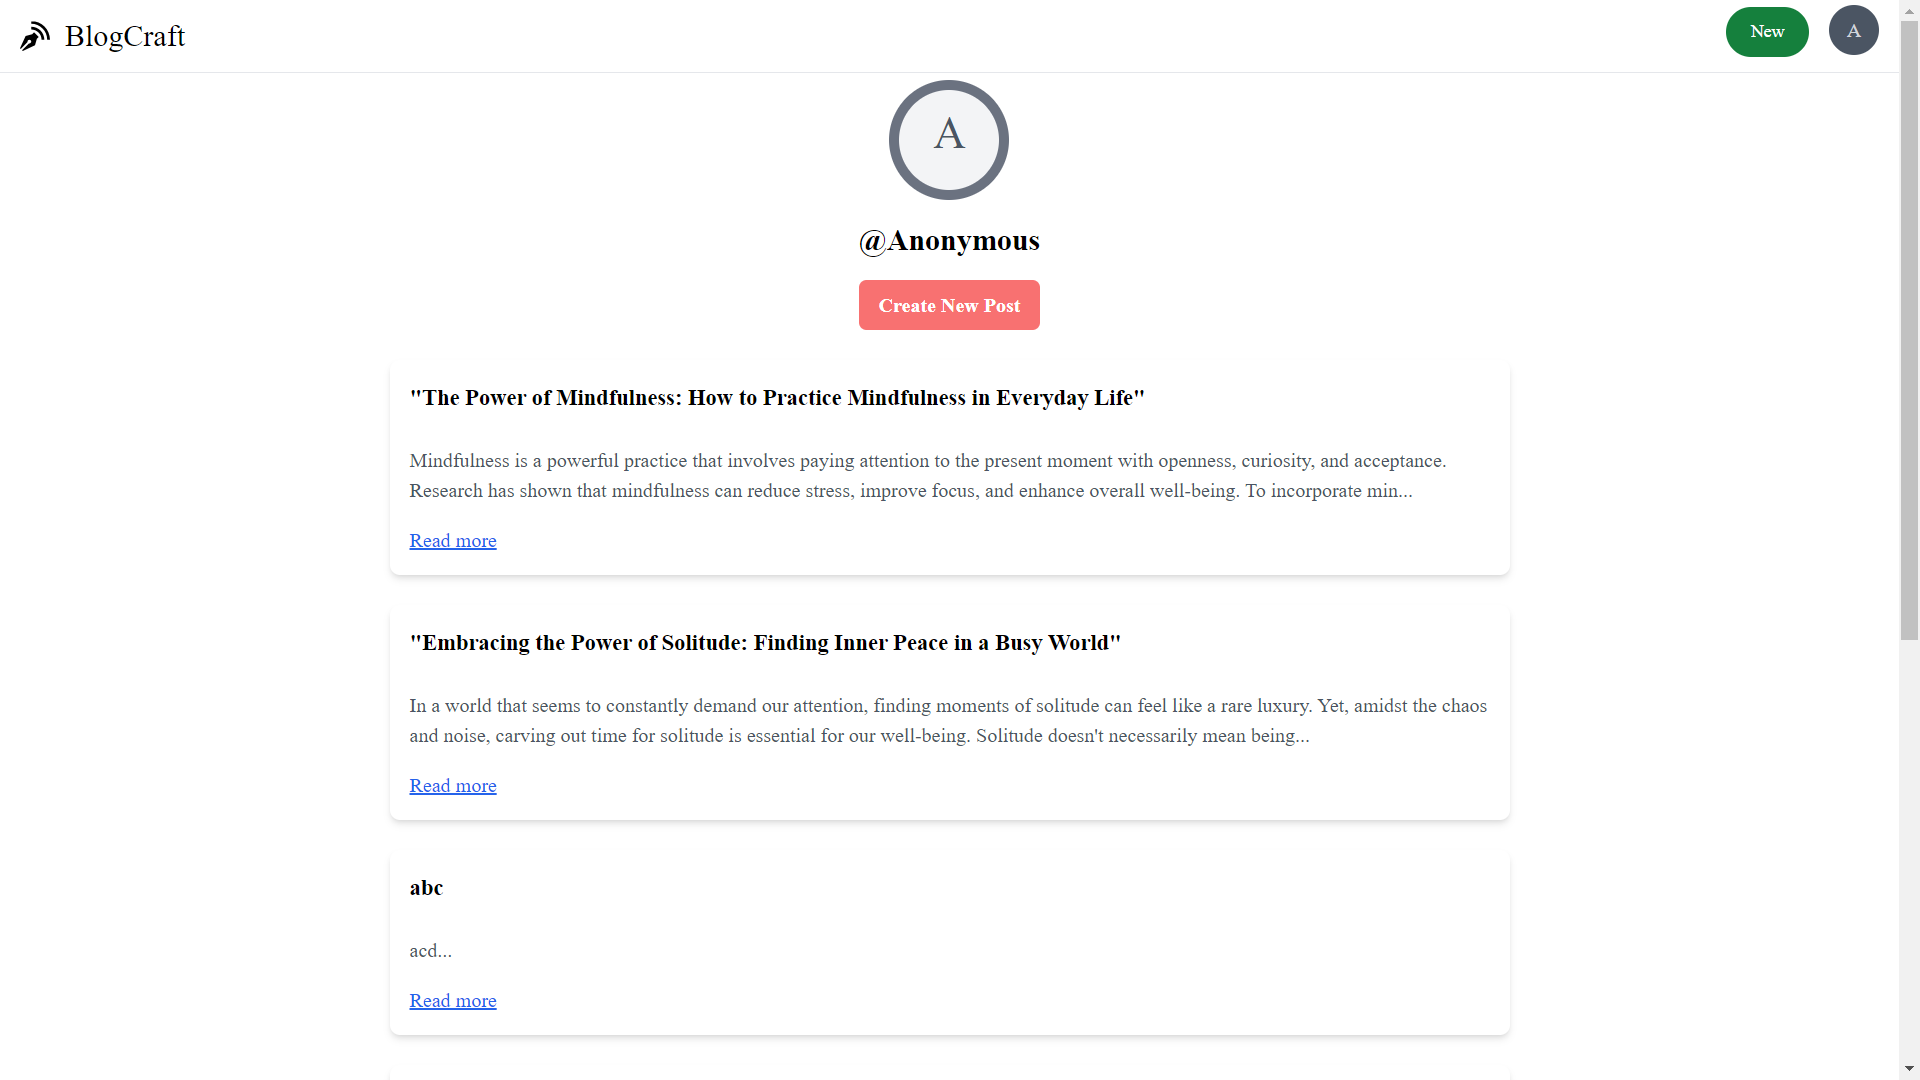 BlogCraft
New
A
A
@Anonymous
Create New Post
"The Power of Mindfulness: How to Practice Mindfulness in Everyday Life"
Mindfulness is a powerful practice that involves paying attention to the present moment with openness, curiosity, and acceptance.
Research has shown that mindfulness can reduce stress, improve focus, and enhance overall well-being. To incorporate min...
Read more
"Embracing the Power of Solitude: Finding Inner Peace in a Busy World"
In a world that seems to constantly demand our attention, finding moments of solitude can feel like a rare luxury. Yet, amidst the chaos
and noise, carving out time for solitude is essential for our well-being. Solitude doesn't necessarily mean being...
Read more
abc
acd...
Read more